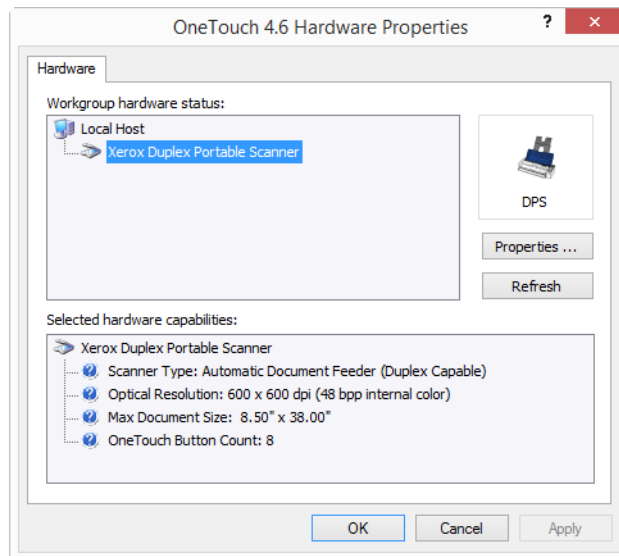 OneTouch 4.6 Hardware Properties
?
Hardware
Workgroup hardware status:
Local Host
Xerox Duplex Portable Scanner
DPS
Properties ...
Refresh
Selected hardware capabilities:
Xerox Duplex Portable Scanner
Scanner Type: Automatic Document Feeder (Duplex Capable)
Optical Resolution: 600 x 600 dpi (48 bpp internal color)
Max Document Size: 8.50" x 38.00"
OneTouch Button Count: 8
OK Cancel Apply